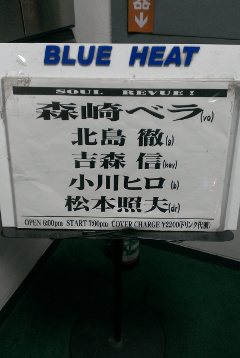 品
BLUE HEAT
SOUL REVUE!
森崎ベラ(vo)
北島 徹(g)
吉森 信(key)
小川ヒロ(b)
松本照夫(dr)
OPEN 6:00pm START 7:00pm COVER CHARGE ¥2200(ドリンク代別)